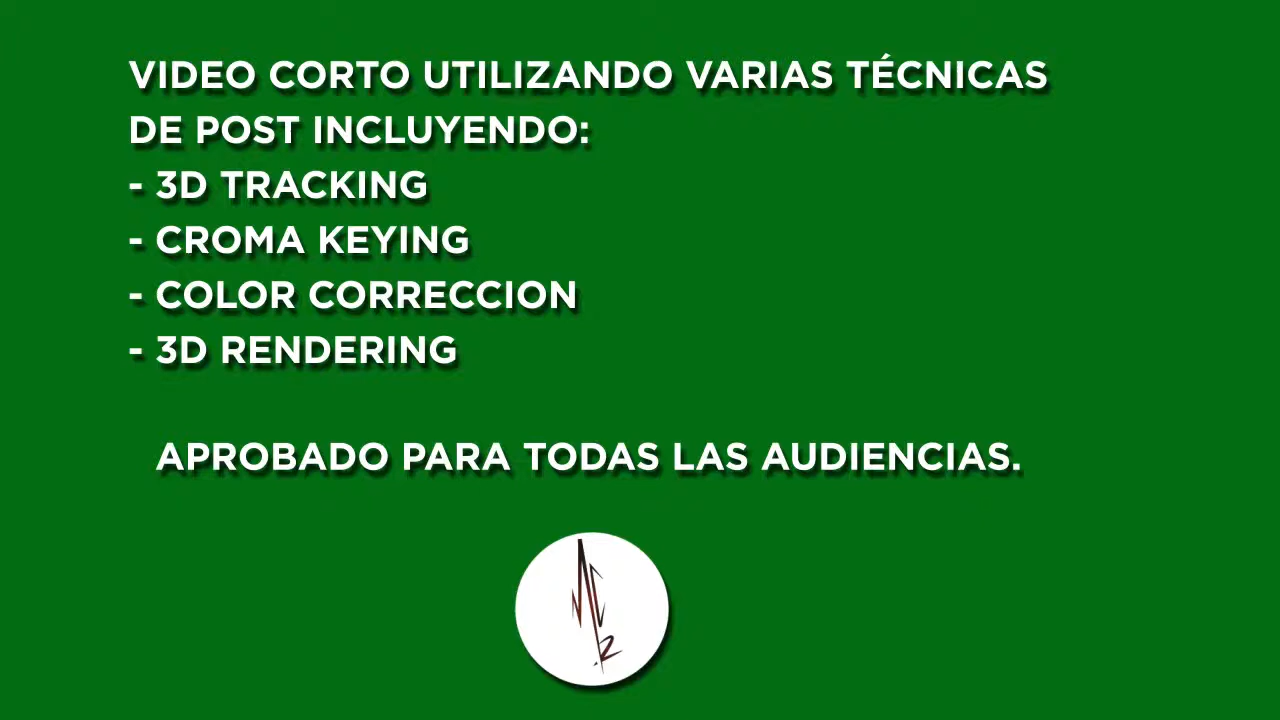 VIDEO CORTO UTILIZANDO VARIAS TÉCNICAS
DE POST INCLUYENDO:
- 3D TRACKING
- CROMA KEYING
- COLOR CORRECCION
- 3D RENDERING
APROBADO PARA TODAS LAS AUDIENCIAS.